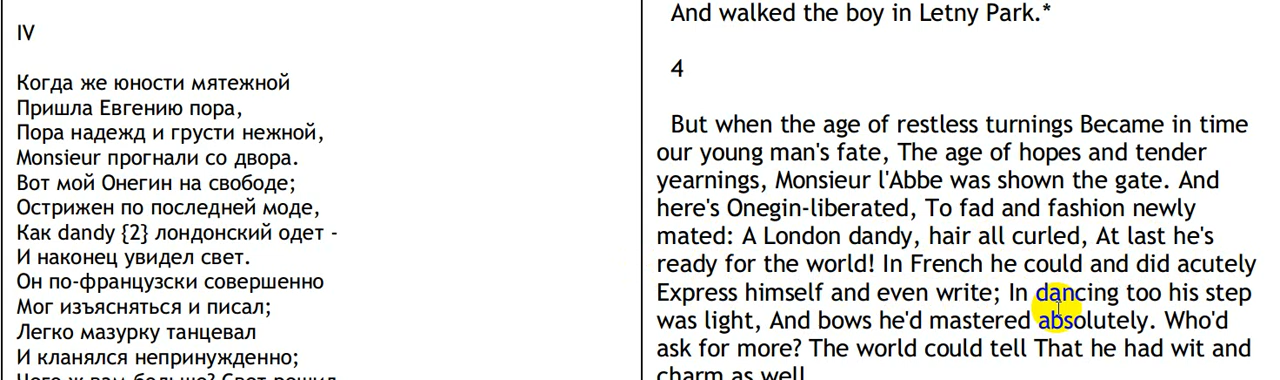 IV
Когда же юности мятежной
Пришла Евгению пора,
Пора надежд и грусти нежной,
Monsieur прогнали со двора.
Вот мой Онегин на свободе;
Острижен по последней моде,
Как dandy {2} лондонский одет -
И наконец увидел свет.
Он по-французски совершенно
Мог изъясняться и писал;
Легко мазурку танцевал
И кланялся непринужденно;
Чего ж вам больше? Свет решил
And walked the boy in Letny Park.*
4
But when the age of restless turnings Became in time
our young man's fate, The age of hopes and tender
yearnings, Monsieur l'Abbe was shown the gate. And
here's Onegin-liberated, To fad and fashion newly
mated: A London dandy, hair all curled, At last he's
ready for the world! In French he could and did acutely
Express himself and even write; In dancing too his step
was light, And bows he'd mastered absolutely. Who'd
ask for more? The world could tell That he had wit and
charm as well